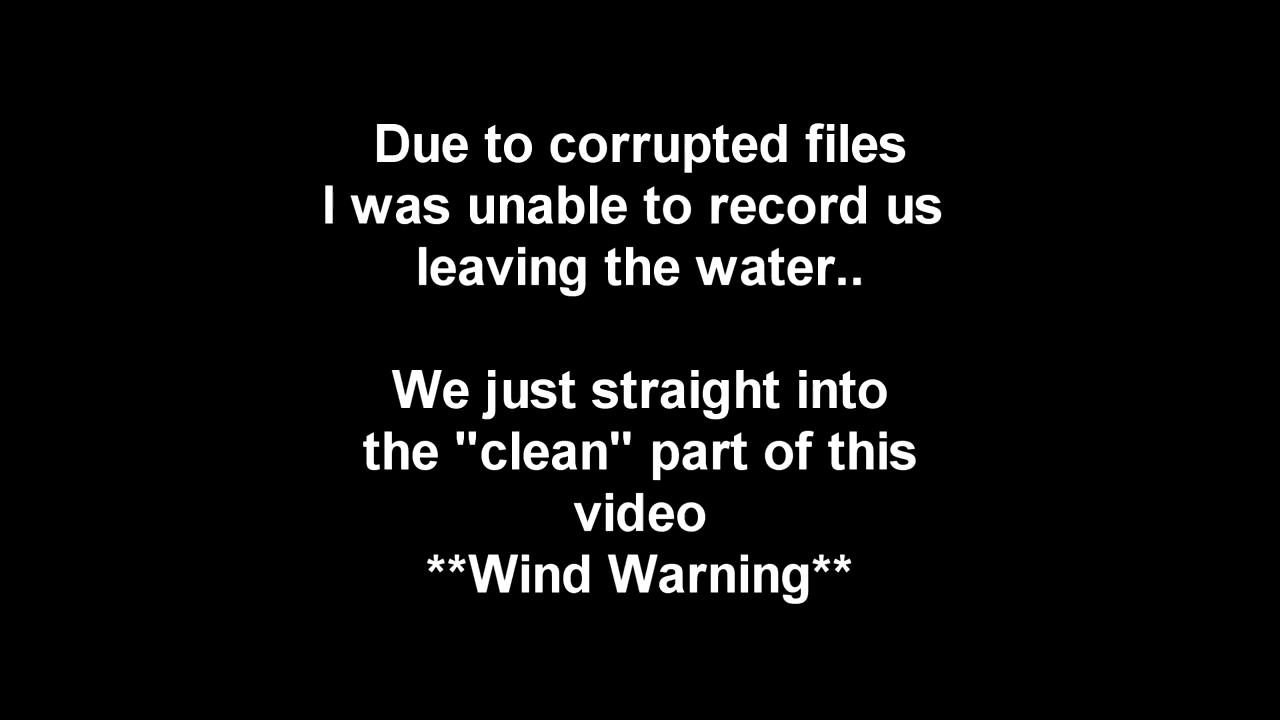 Due to corrupted files
I was unable to record us
leaving the water..
We just straight into
the "clean" part of this
video
**Wind Warning**